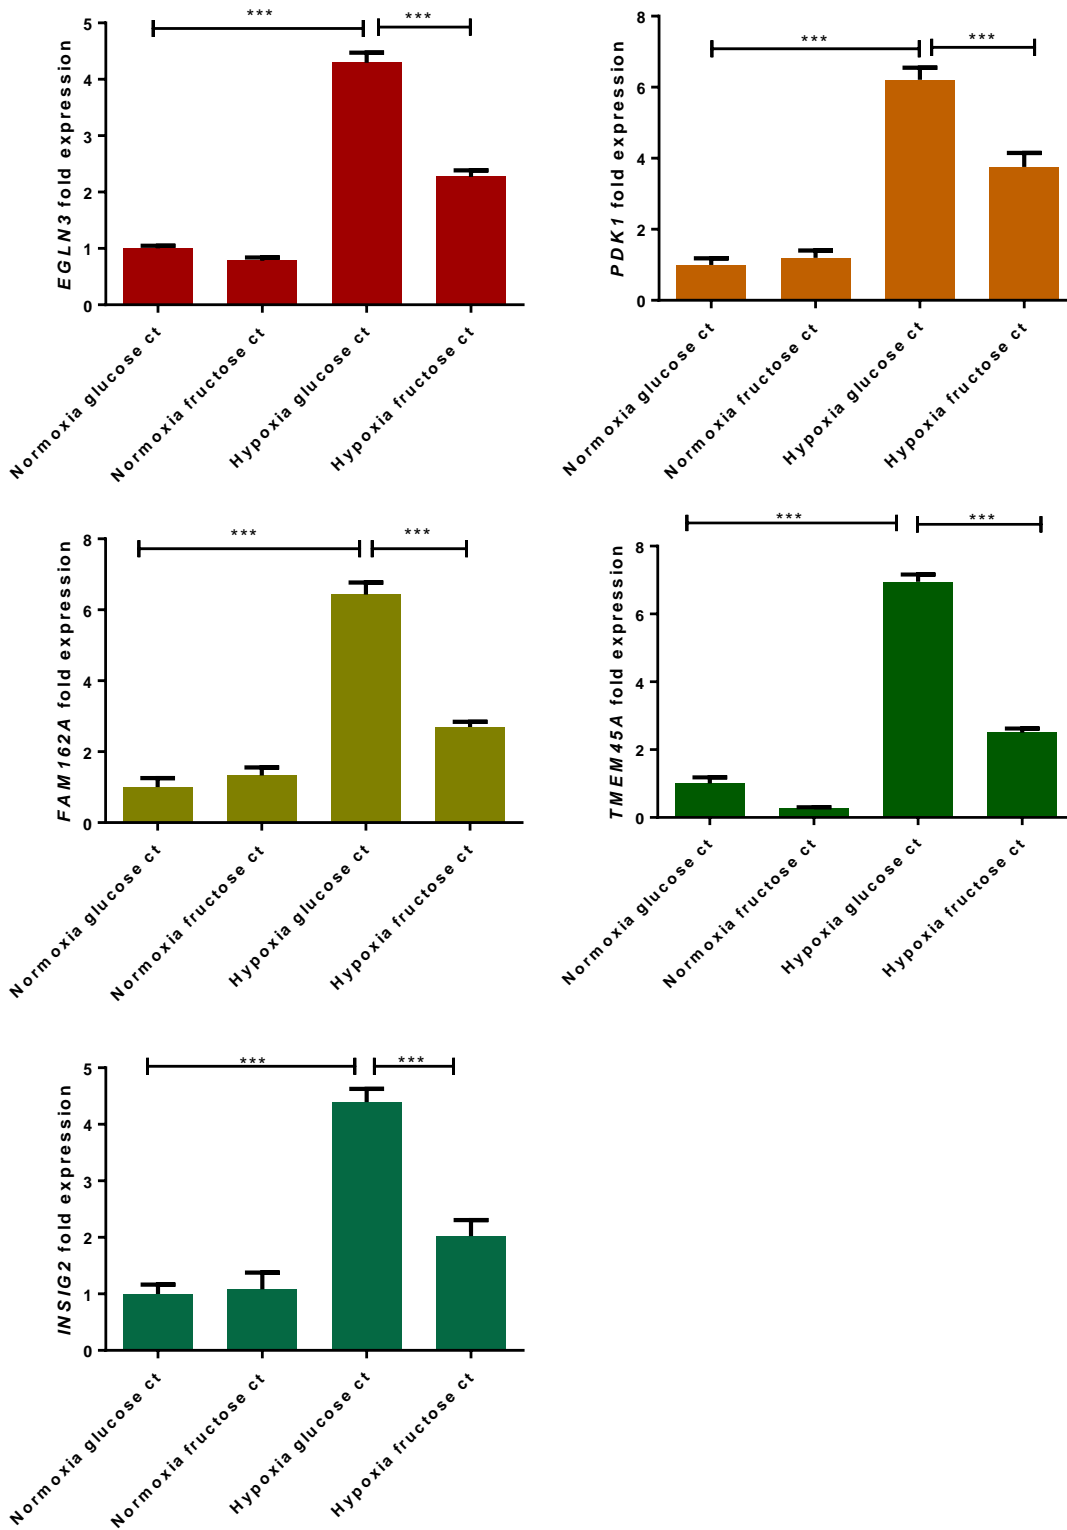 *** ***
5
4
3
2
1
0
EGLN3 fold expression
Normoxia glucose ct
Normoxia fructose ct
Hypoxia glucose ct
Hypoxia fructose ct
*** ***
8
6
4
2
0
PDK1 fold expression
Normoxia glucose ct
Normoxia fructose ct
Hypoxia glucose ct
Hypoxia fructose ct
*** ***
8
6
4
2
0
FAM162A fold expression
Normoxia glucose ct
Normoxia fructose ct
Hypoxia glucose ct
Hypoxia fructose ct
*** ***
8
6
4
2
0
TMEM45A fold expression
Normoxia glucose ct
Normoxia fructose ct
Hypoxia glucose ct
Hypoxia fructose ct
*** ***
5
4
3
2
1
0
INSIG2 fold expression
Normoxia glucose ct
Normoxia fructose ct
Hypoxia glucose ct
Hypoxia fructose ct